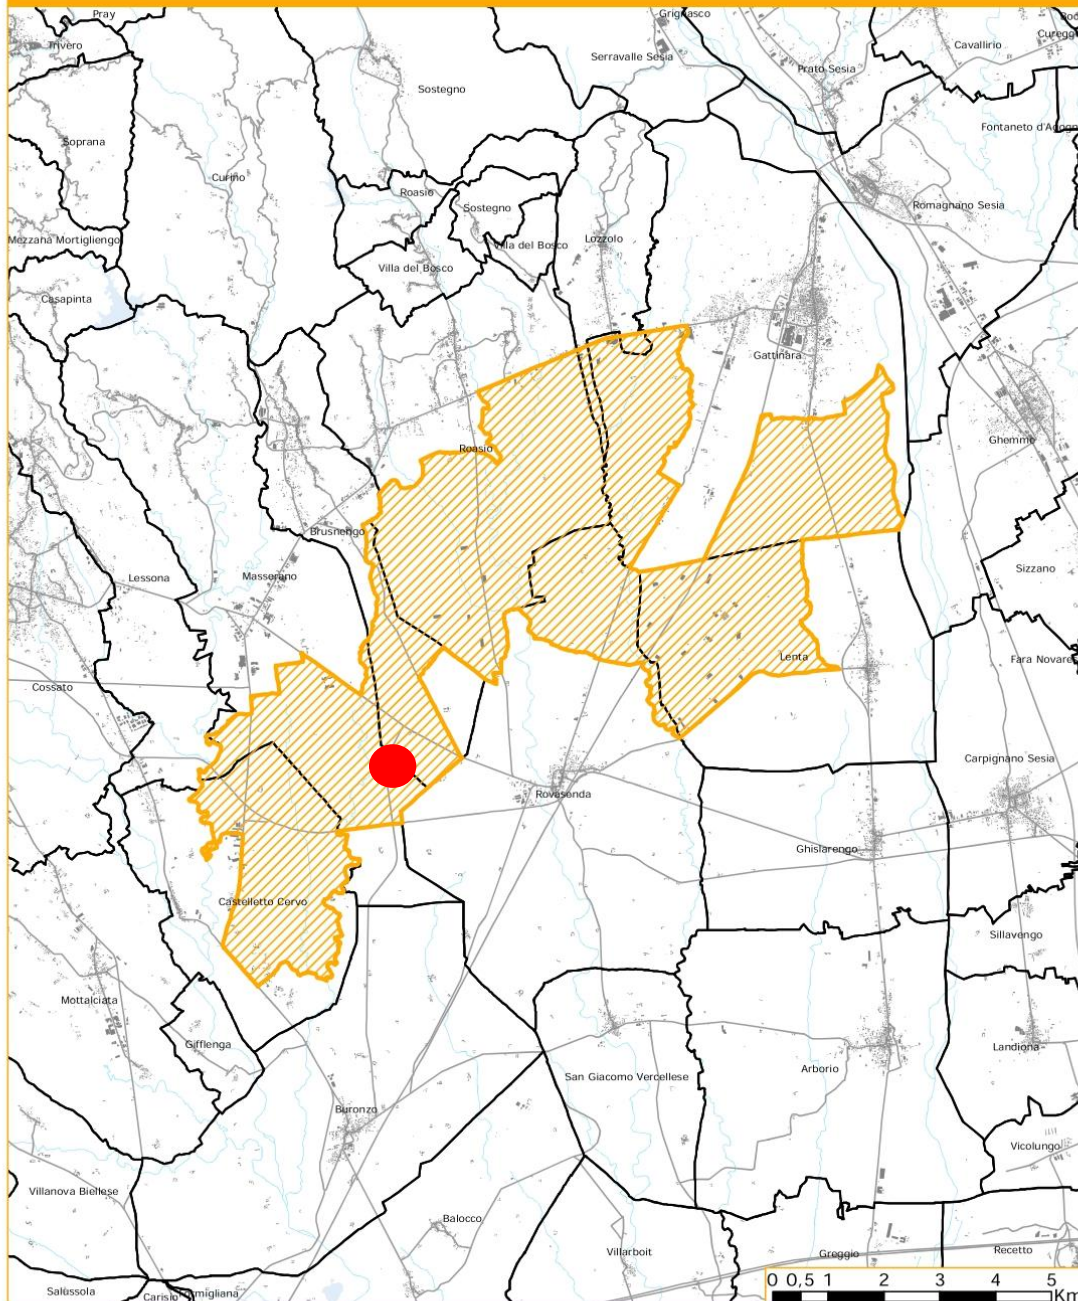 Pray
Grignasco
Trivero
Cavallirio
Serravalle Sesia
Prato Sesia
Sostegno
Fontaneto d'Agogn
Soprana
Curino
Roasio
Romagnano Sesia
Sostegno
Mezzana Mortigliengo
Villa del Bosco
Lozzolo
Villa del Bosco
Casapinta
Gattinara
Ghemme
Roasio
Brusnengo
Sizzano
Lessona
Masserano
Lenta
Fara Novare
Cossato
Carpignano Sesia
Rovasenda
Ghislarengo
Castelletto Cervo
Sillavengo
Mottalciata
Gifflenga
Landiona
Arborio
San Giacomo Vercellese
Buronzo
Vicolungo
Villanova Biellese
Balocco
Villarboit
Greggio
Recetto
0 0,5 1 2 3 4 5
Km
Salussola
Carisio